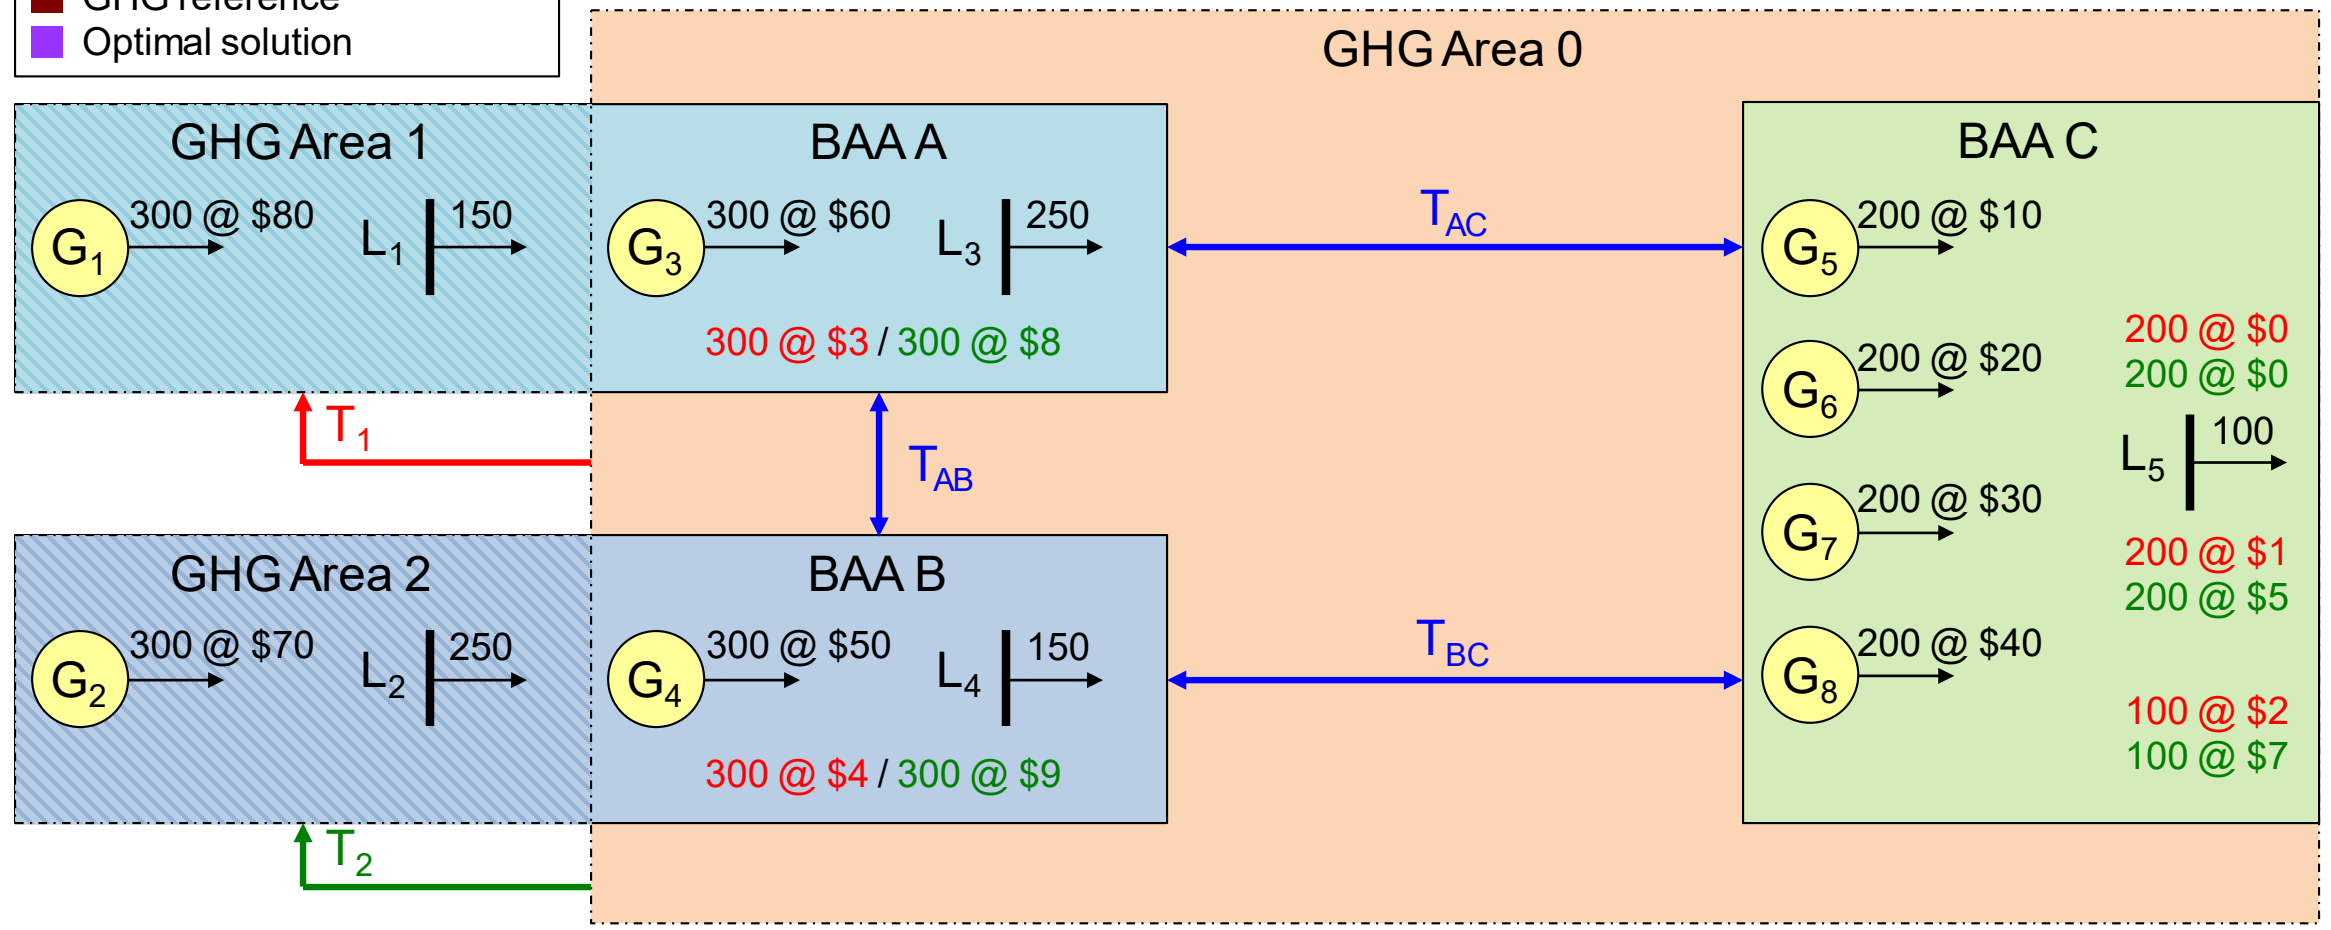 GHG reference
Optimal solution
GHG Area 0
GHG Area 1
G1
300 @ $80
L1
150
BAA A
G3
300 @ $60
L3
250
300 @ $3 / 300 @ $8
T1
TAB
TAC
GHG Area 2
G2
300 @ $70
L2
250
BAA B
G4
300 @ $50
L4
150
300 @ $4 / 300 @ $9
T2
TBC
BAA C
G5
200 @ $10
G6
200 @ $20
200 @ $0
200 @ $0
L5
100
G7
200 @ $30
200 @ $1
200 @ $5
G8
200 @ $40
100 @ $2
100 @ $7